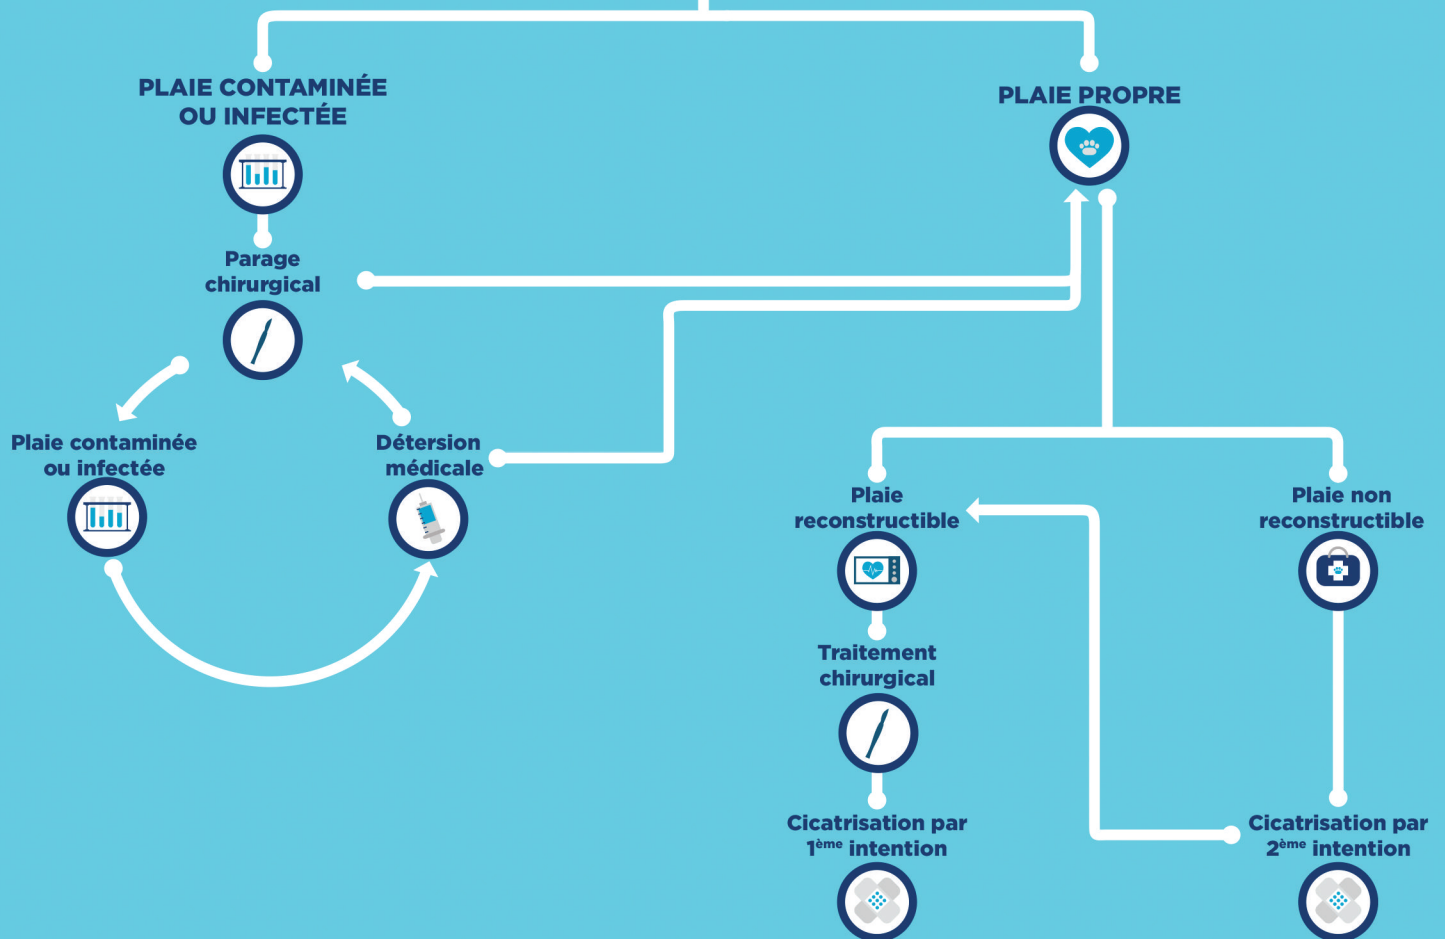 PLAIE CONTAMINÉE
OU INFECTÉE
PLAIE PROPRE
Parage
chirurgical
Plaie contaminée
ou infectée
Détersion
médicale
Plaie
reconstructible
Plaie non
reconstructible
Traitement
chirurgical
Cicatrisation par
1ème intention
Cicatrisation par
2ème intention